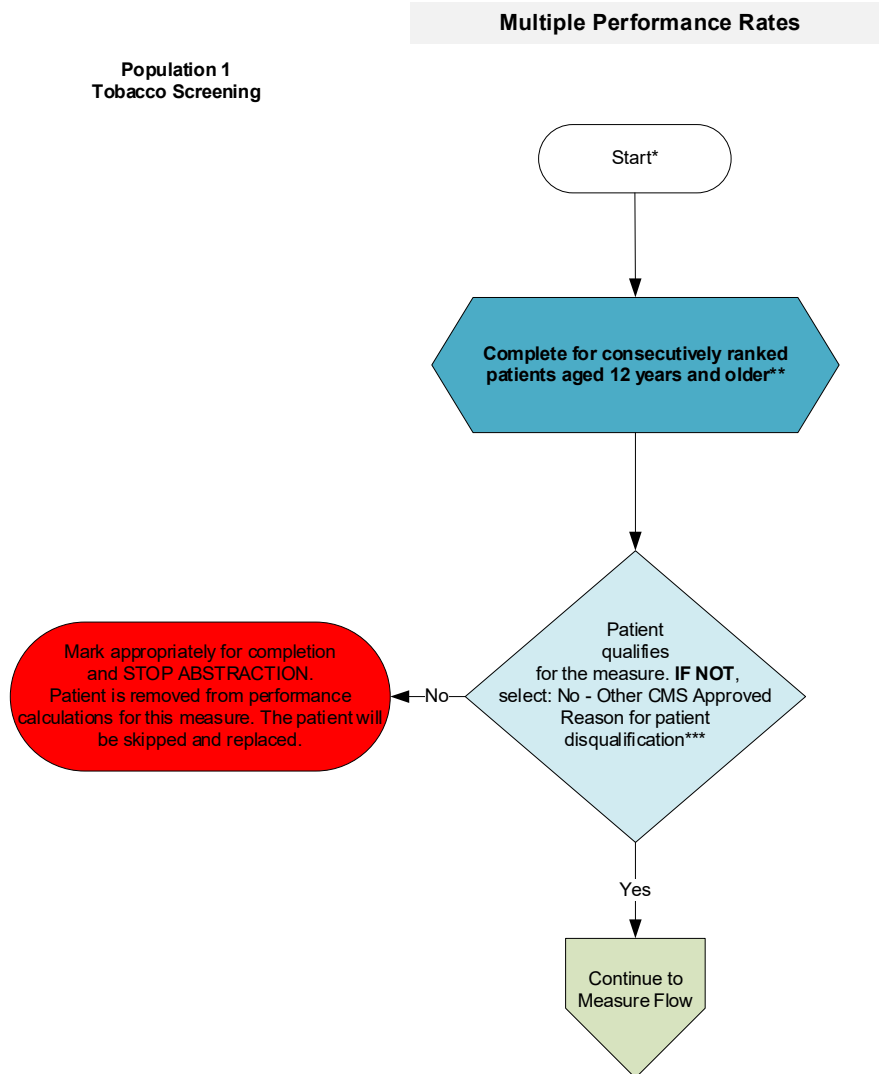 Multiple Performance Rates
Population 1
Tobacco Screening
Start*
Complete for consecutively ranked
patients aged 12 years and older**
Patient
qualifies
for the measure. IF NOT,
select: No - Other CMS Approved
Reason for patient
disqualification***
No
Mark appropriately for completion
and STOP ABSTRACTION.
Patient is removed from performance
calculations for this measure. The patient will
be skipped and replaced.
Yes
Continue to
Measure Flow